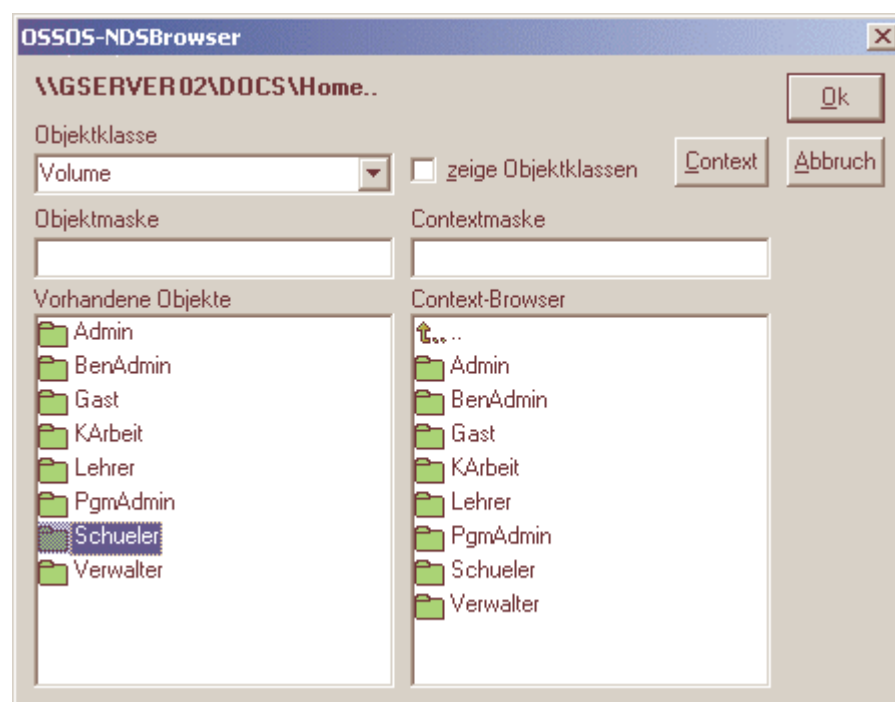 OSSOS-NDSBrowser
\\GSERVER02\DOCS\Home..
Ok
Objektklasse
Volume
zeige Objektklassen
Context
Abbruch
Objektmaske
Contextmaske
Vorhandene Objekte
Admin
BenAdmin
Gast
KArbeit
Lehrer
PgmAdmin
Schueler
Verwalter
Context-Browser
..
Admin
BenAdmin
Gast
KArbeit
Lehrer
PgmAdmin
Schueler
Verwalter